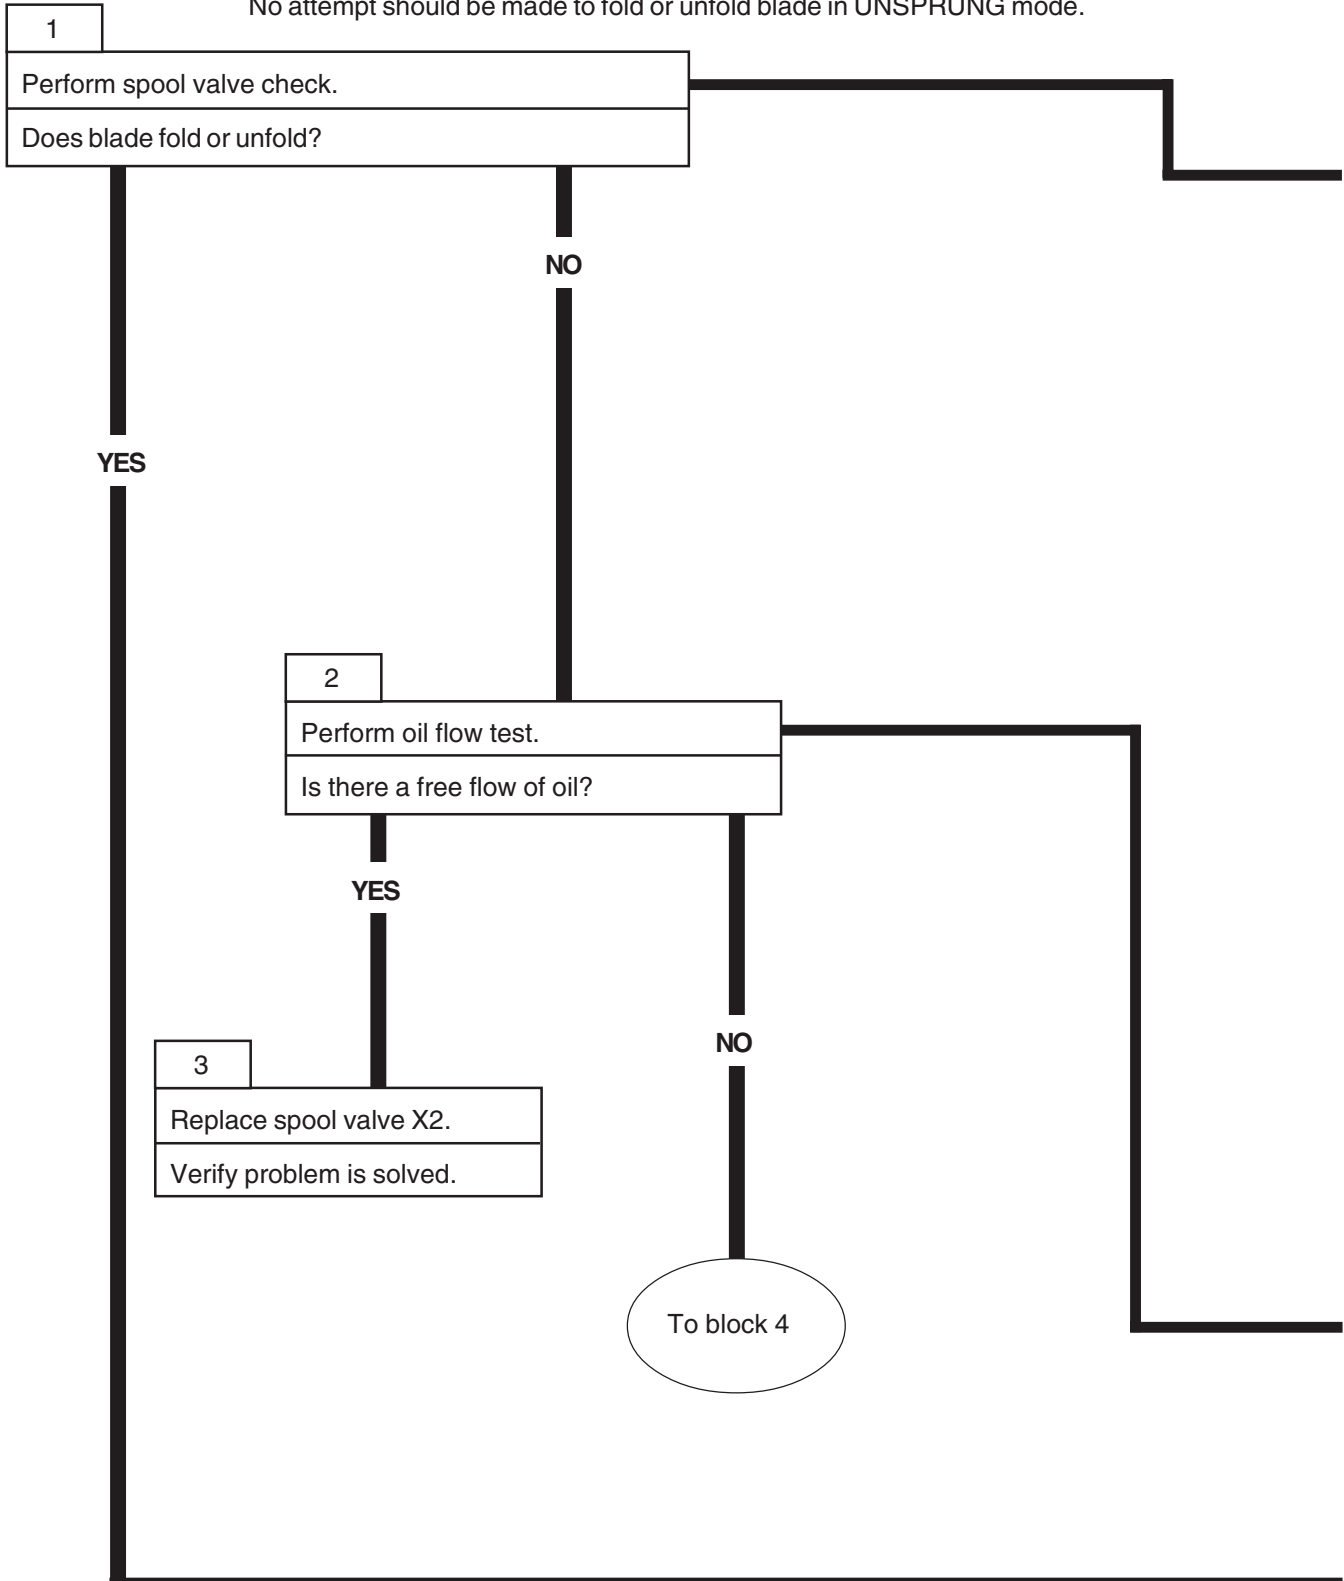 No attempt should be made to fold or unfold blade in UNSPRUNG mode.
1
Perform spool valve check.
Does blade fold or unfold?
NO
YES
2
Perform oil flow test.
Is there a free flow of oil?
YES
NO
3
Replace spool valve X2.
Verify problem is solved.
To block 4